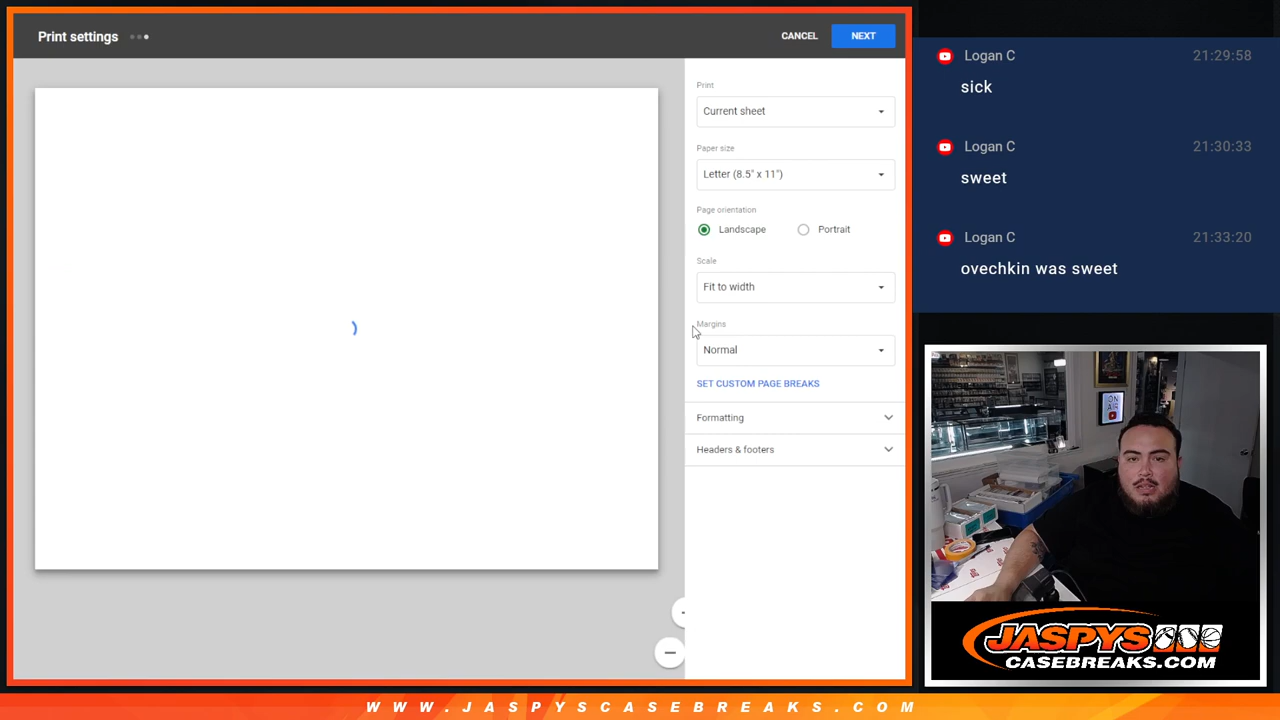 Print settings
CANCEL
NEXT
Print
Current sheet
Paper size
Letter (8.5" x 11")
Page orientation
Landscape
Portrait
Scale
Fit to width
Margins
Normal
SET CUSTOM PAGE BREAKS
Formatting
Headers & footers
Logan C 21:29:58
sick
Logan C 21:30:33
sweet
Logan C 21:33:20
ovechkin was sweet
ON
AIR
JASPYS
CASEBREAKS.COM
WWW.JASPYSCASEBREAKS.COM